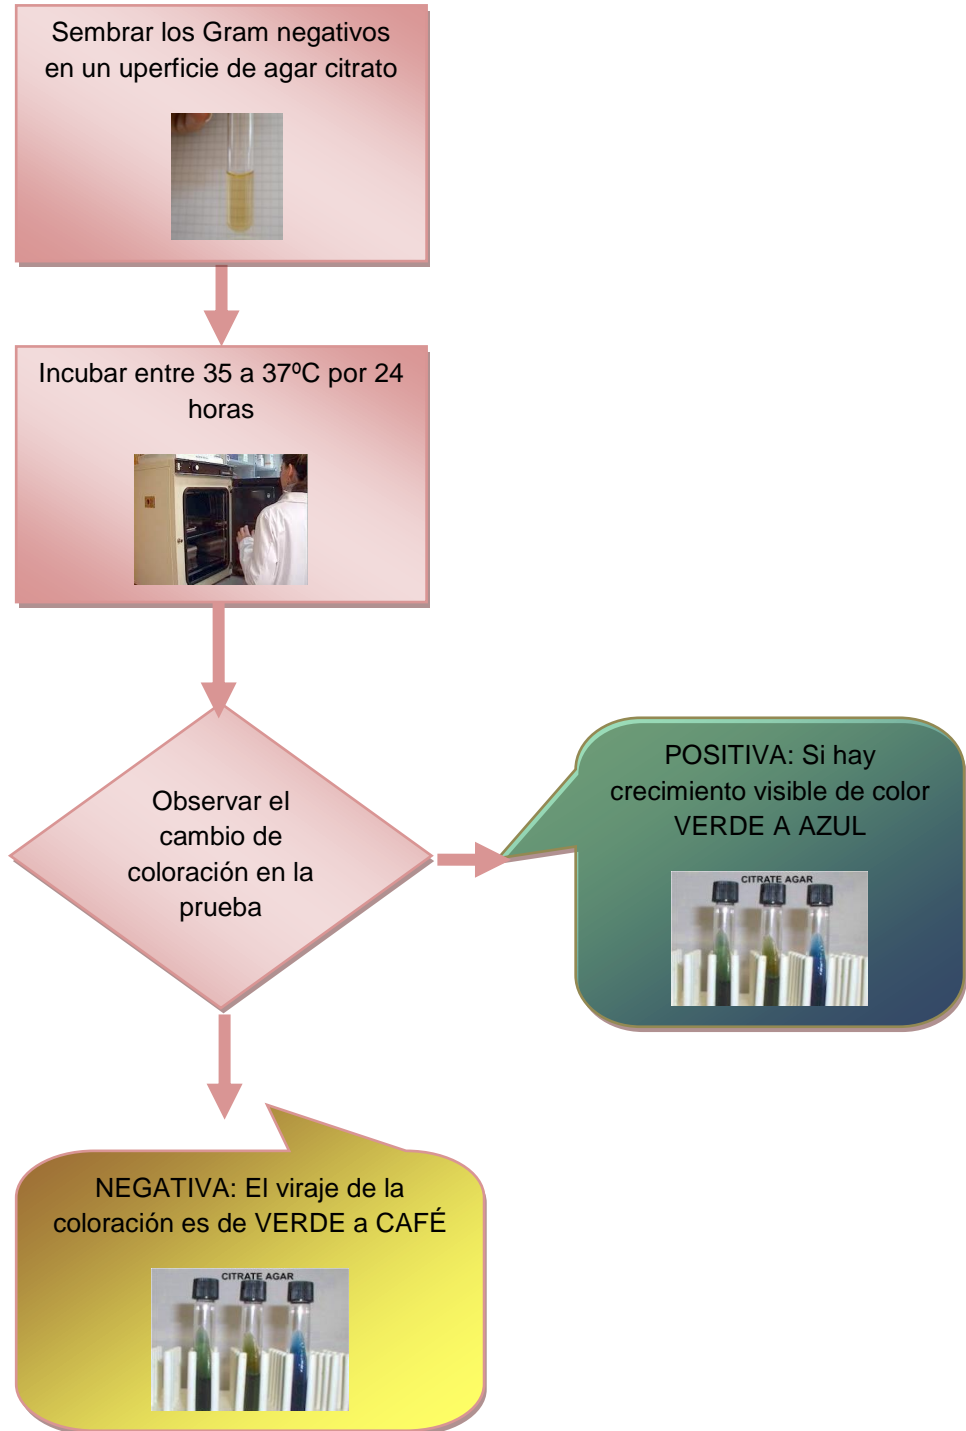 Sembrar los Gram negativos
en un uperficie de agar citrato
Incubar entre 35 a 37ºC por 24
horas
Observar el
cambio de
coloración en la
prueba
POSITIVA: Si hay
crecimiento visible de color
VERDE A AZUL
CITRATE AGAR
NEGATIVA: El viraje de la
coloración es de VERDE a CAFÉ
CITRATE AGAR